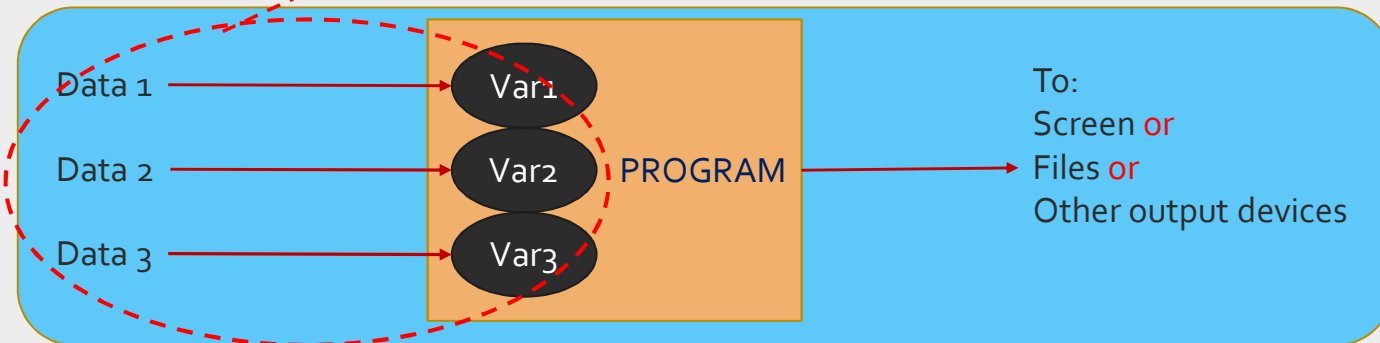 Data 1
Var1
Data 2
Var2
PROGRAM
Data 3
Var3
To:
Screen or
Files or
Other output devices